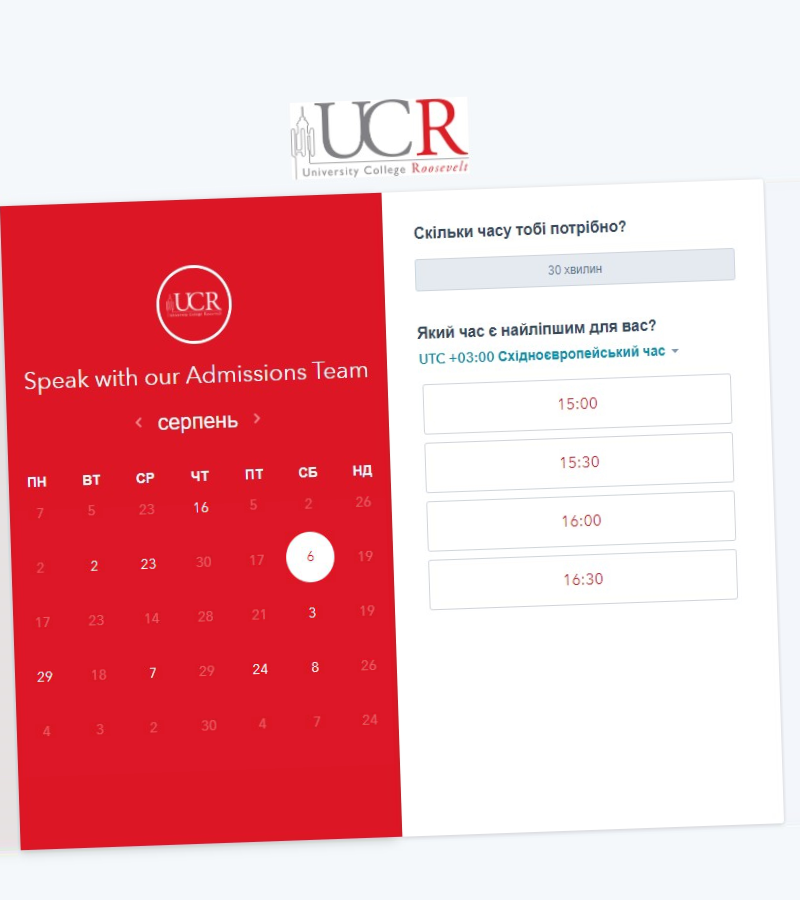 UCR
University College Roosevelt
UCR
University College Roosevelt
Speak with our Admissions Team
серпень
ПН ВТ СР ЧТ ПТ СБ НД
7 5 23 16 5 2 26
2 2 23 30 17 6 19
17 23 14 28 21 3 19
29 18 7 29 24 8 26
4 3 2 30 4 7 24
Скільки часу тобі потрібно?
30 хвилин
Який час є найліпшим для вас?
UTC +03:00 Східноєвропейський час
15:00
15:30
16:00
16:30